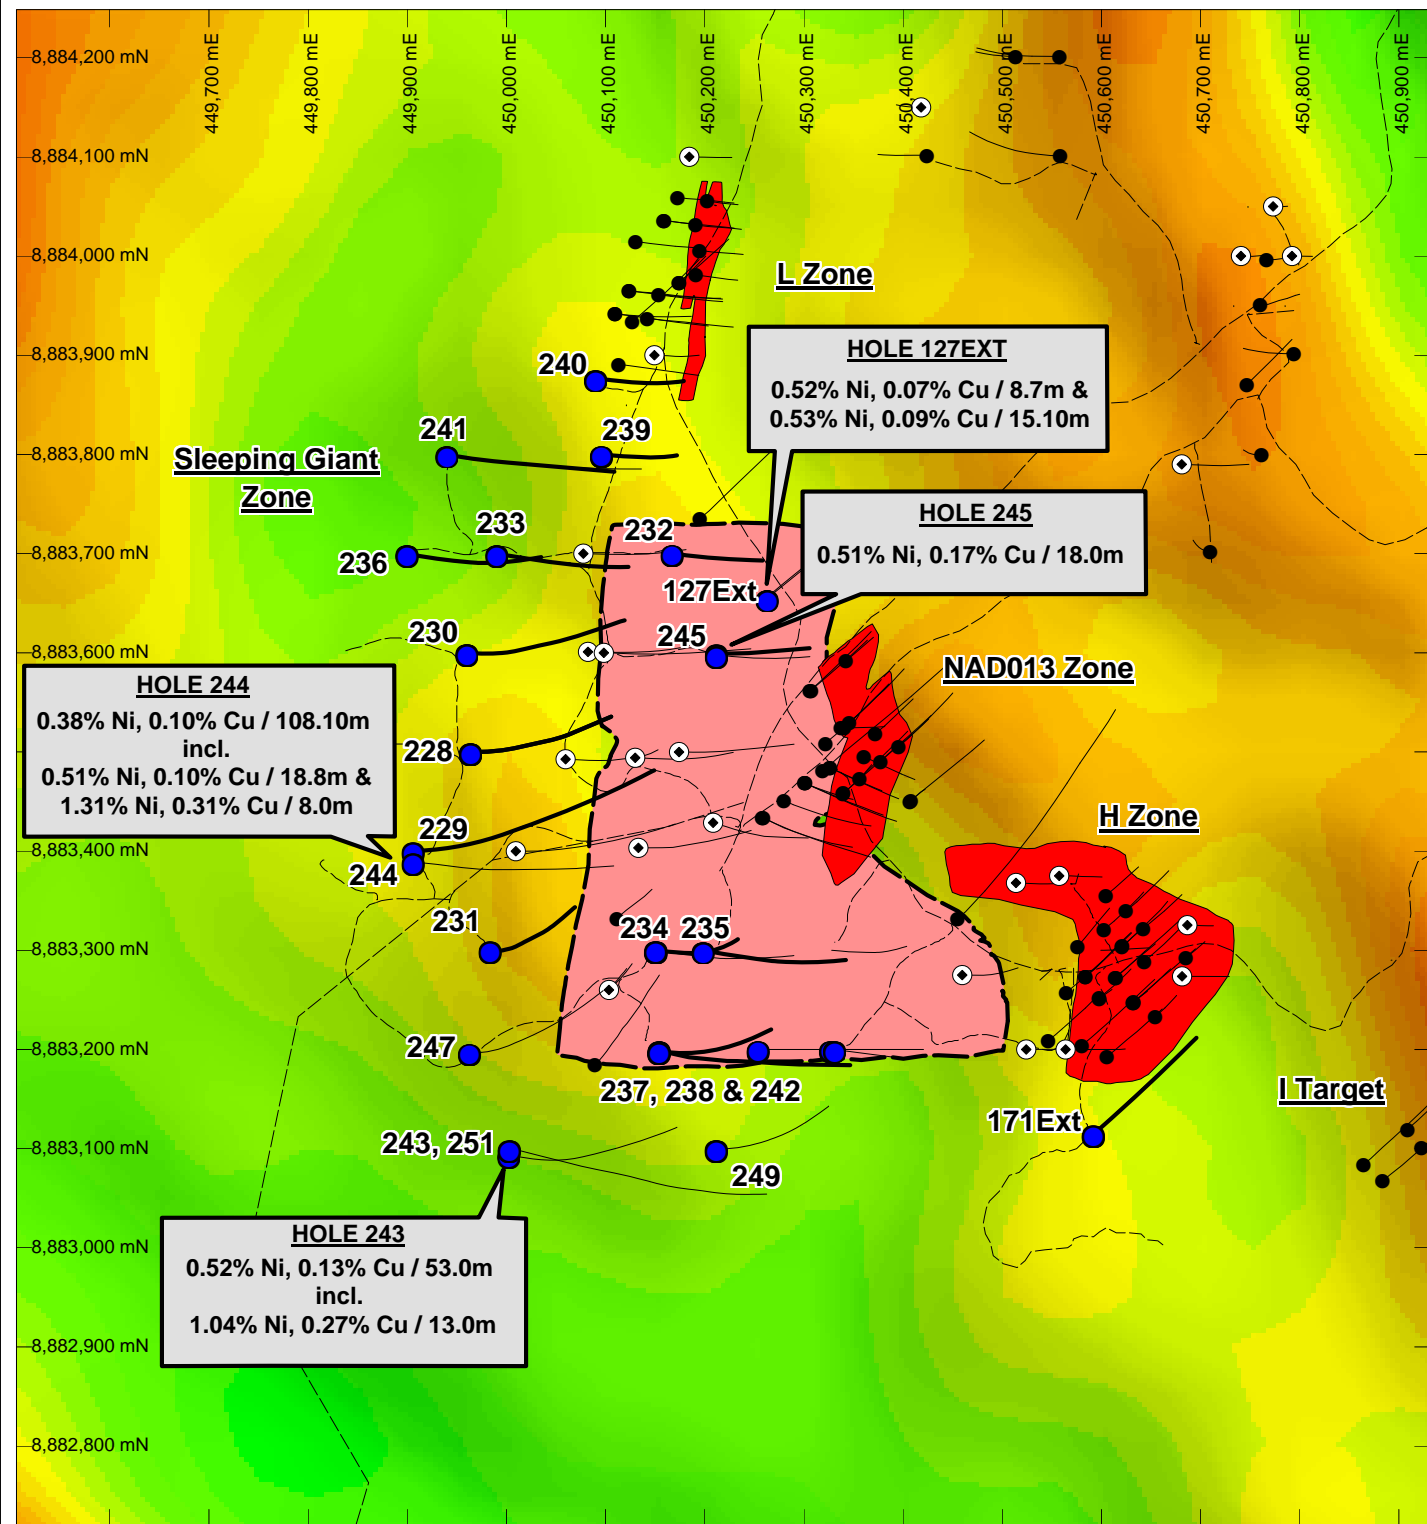 449,700 mE
449,800 mE
449,900 mE
450,000 mE
450,100 mE
450,200 mE
450,300 mE
450,400 mE
450,500 mE
450,600 mE
450,700 mE
450,800 mE
450,900 mE
8,884,200 mN
8,884,100 mN
8,884,000 mN
8,883,900 mN
8,883,800 mN
8,883,700 mN
8,883,600 mN
8,883,400 mN
8,883,300 mN
8,883,200 mN
8,883,100 mN
8,883,000 mN
8,882,900 mN
8,882,800 mN
L Zone
HOLE 127EXT
0.52% Ni, 0.07% Cu / 8.7m &
0.53% Ni, 0.09% Cu / 15.10m
240
241
239
Sleeping Giant
Zone
HOLE 245
0.51% Ni, 0.17% Cu / 18.0m
233
232
236
127Ext
230
245
NAD013 Zone
HOLE 244
0.38% Ni, 0.10% Cu / 108.10m
incl.
0.51% Ni, 0.10% Cu / 18.8m &
1.31% Ni, 0.31% Cu / 8.0m
228
229
244
H Zone
231
234
235
247
237, 238 & 242
I Target
171Ext
243, 251
249
HOLE 243
0.52% Ni, 0.13% Cu / 53.0m
incl.
1.04% Ni, 0.27% Cu / 13.0m